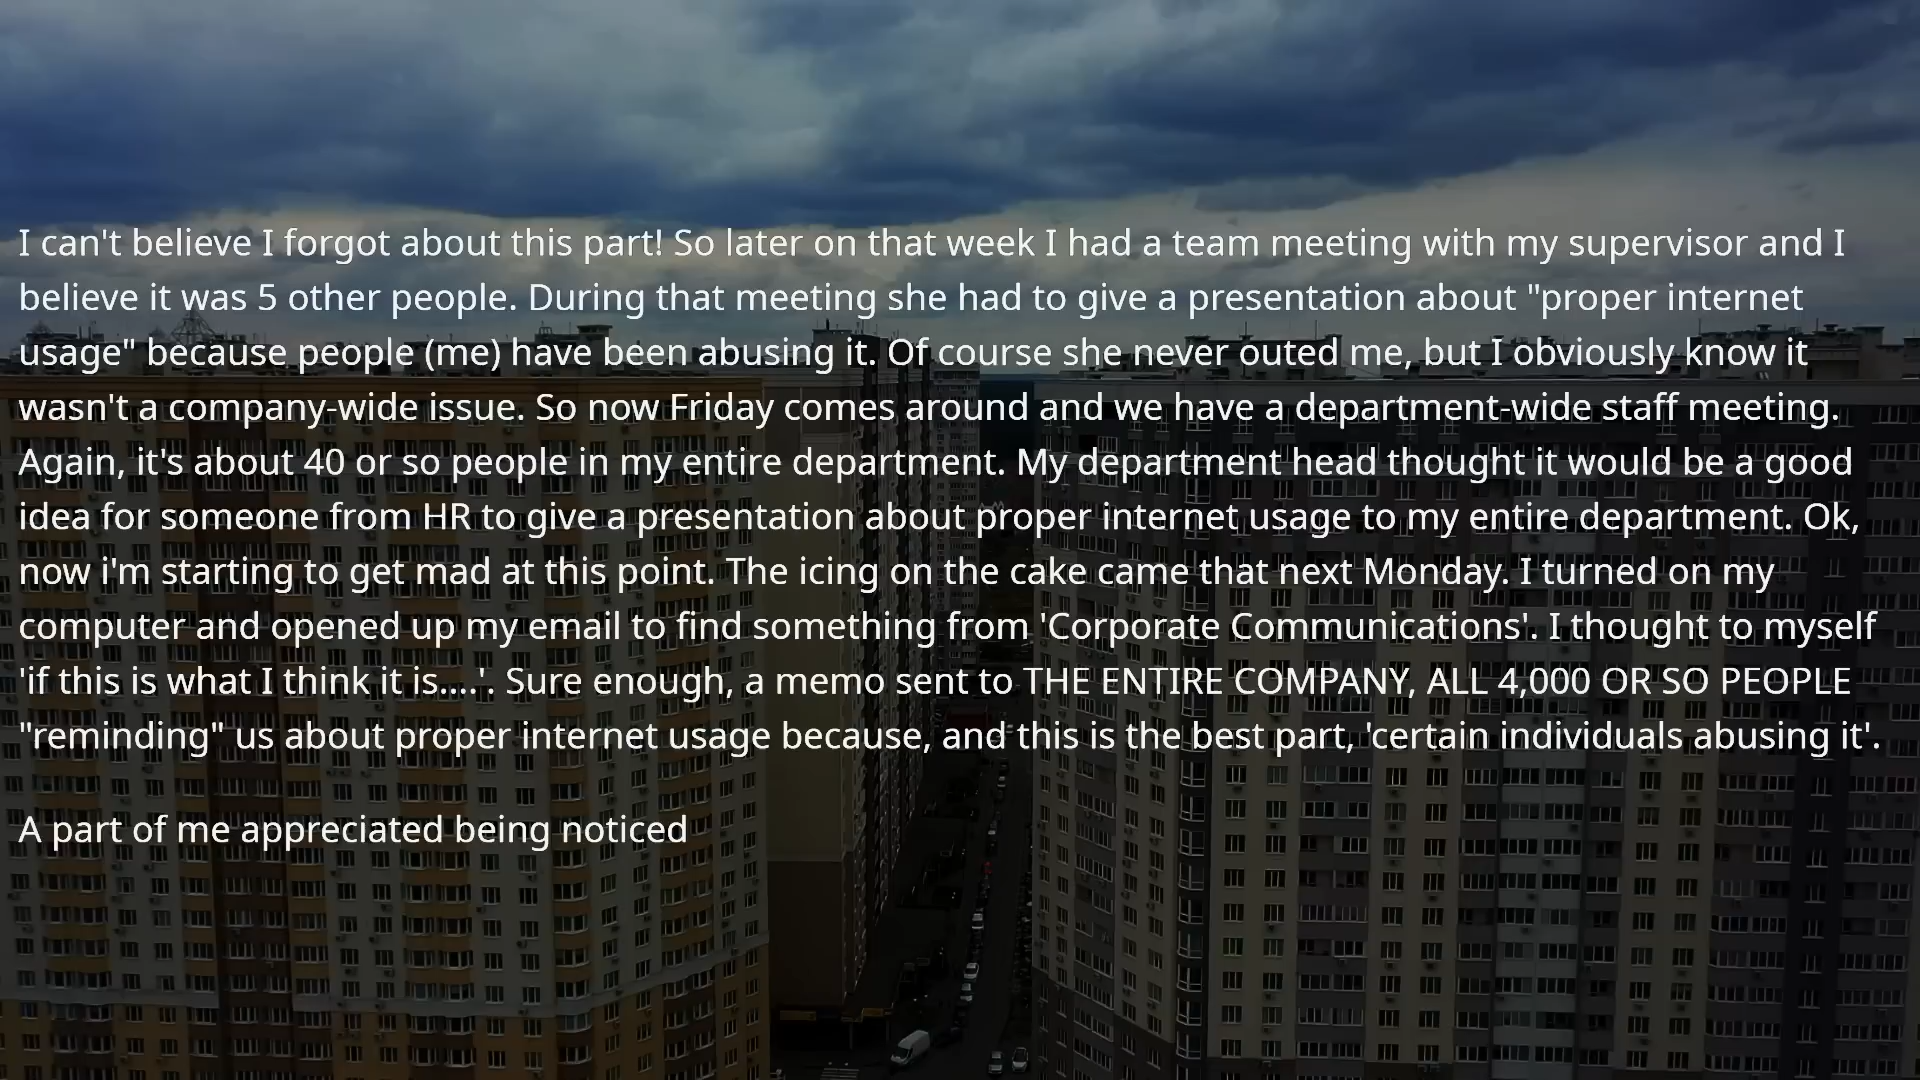 I can't believe I forgot about this part! So later on that week I had a team meeting with my supervisor and I
believe it was 5 other people. During that meeting she had to give a presentation about "proper internet
usage" because people (me) have been abusing it. Of course she never outed me, but I obviously know it
wasn't a company-wide issue. So now Friday comes around and we have a department-wide staff meeting.
Again, it's about 40 or so people in my entire department. My department head thought it would be a good
idea for someone from HR to give a presentation about proper internet usage to my entire department. Ok,
now i'm starting to get mad at this point. The icing on the cake came that next Monday. I turned on my
computer and opened up my email to find something from 'Corporate Communications'. I thought to myself
'if this is what I think it is....'. Sure enough, a memo sent to THE ENTIRE COMPANY, ALL 4,000 OR SO PEOPLE
"reminding" us about proper internet usage because, and this is the best part, 'certain individuals abusing it'.
A part of me appreciated being noticed